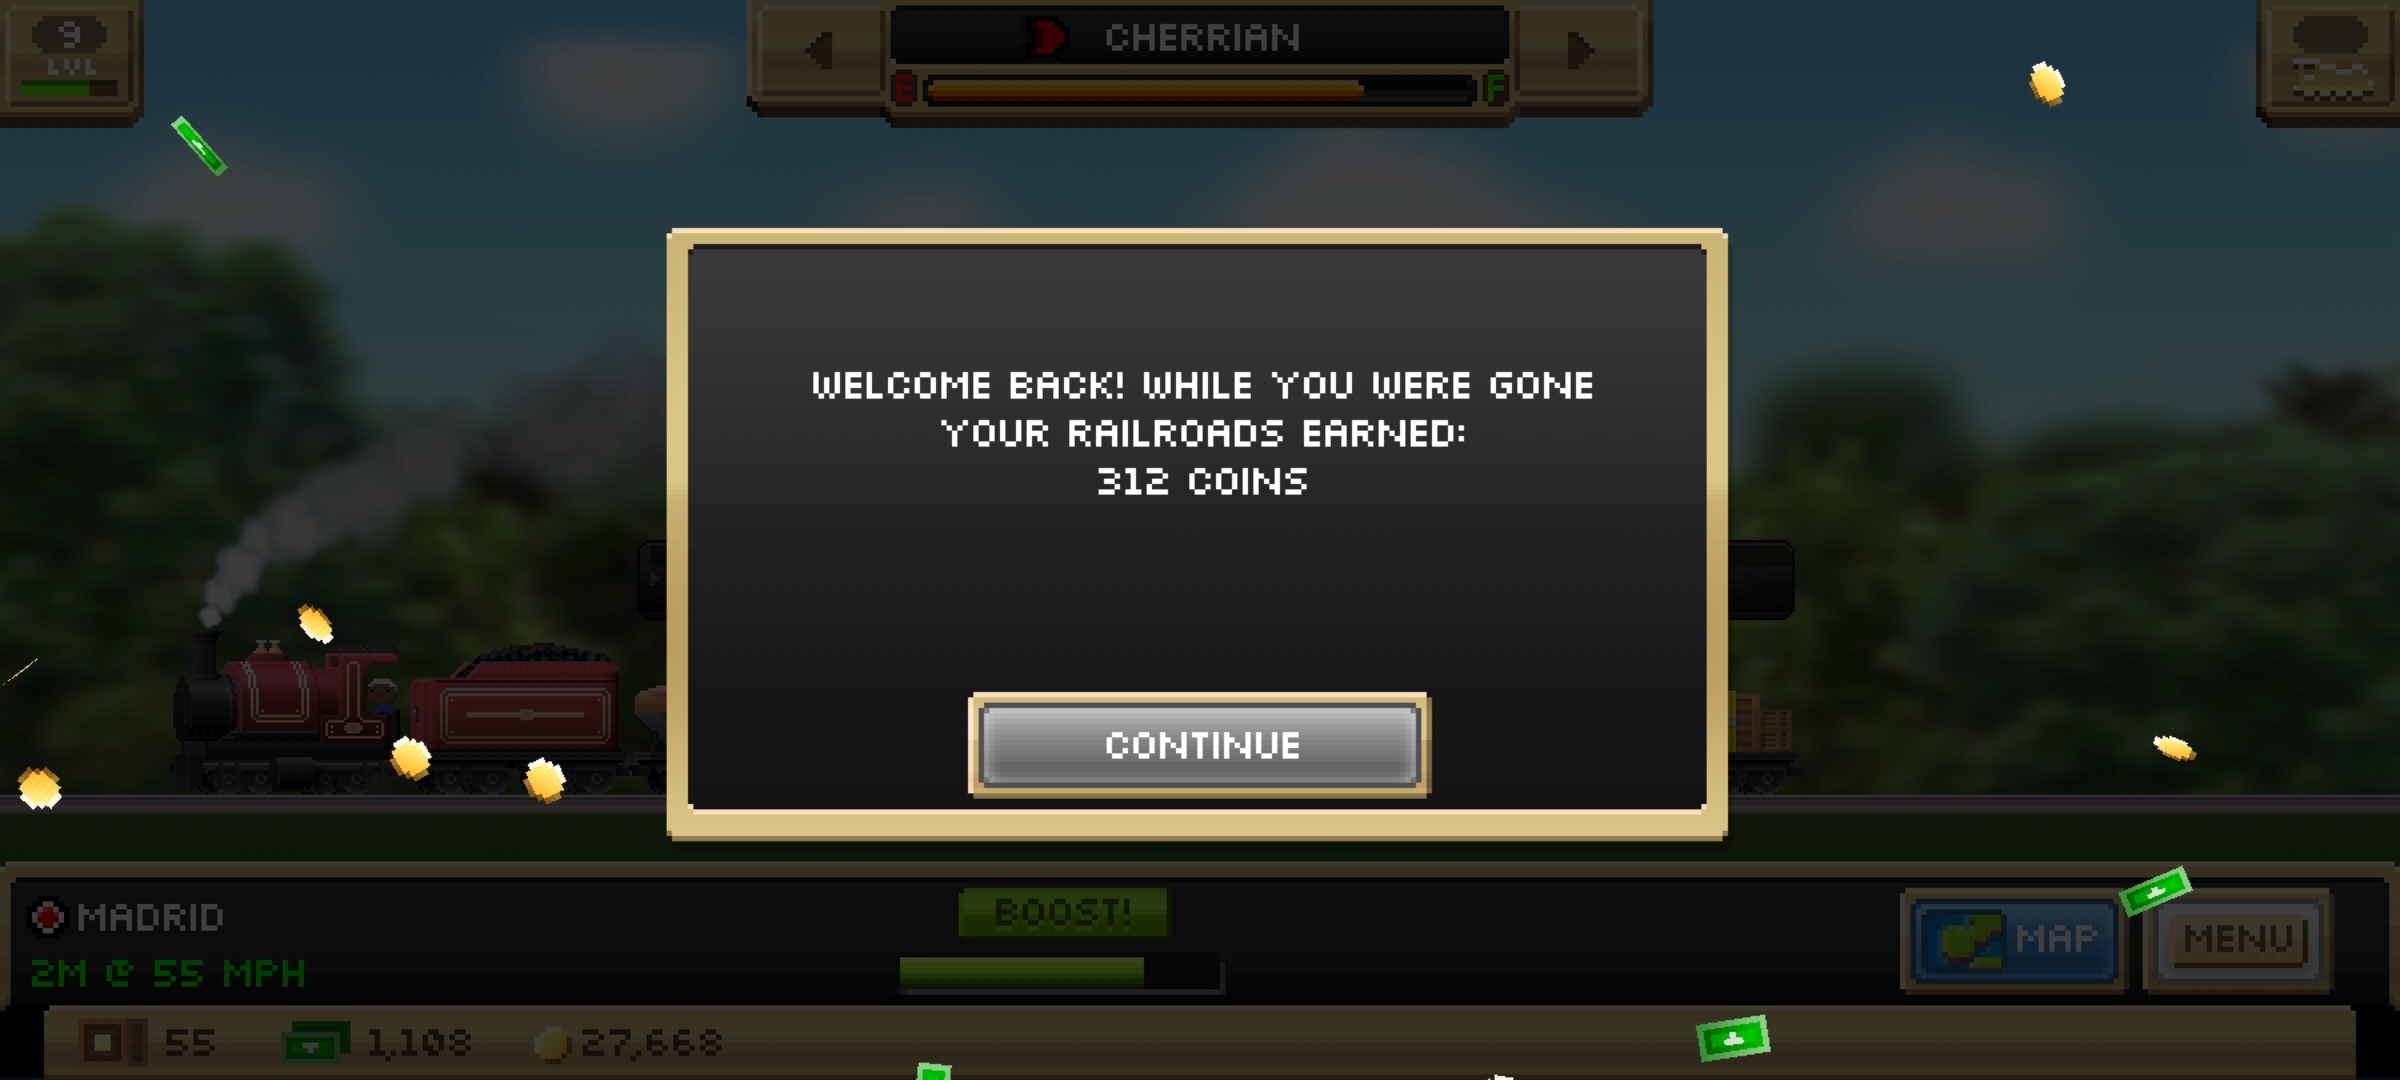 9
LVL
CHERRIAN
E
F
WELCOME BACK! WHILE YOU WERE GONE
YOUR RAILROADS EARNED:
312 COINS
CONTINUE
MADRID
2M @ 55 MPH
BOOST!
MAP
MENU
55
1,108
27,668